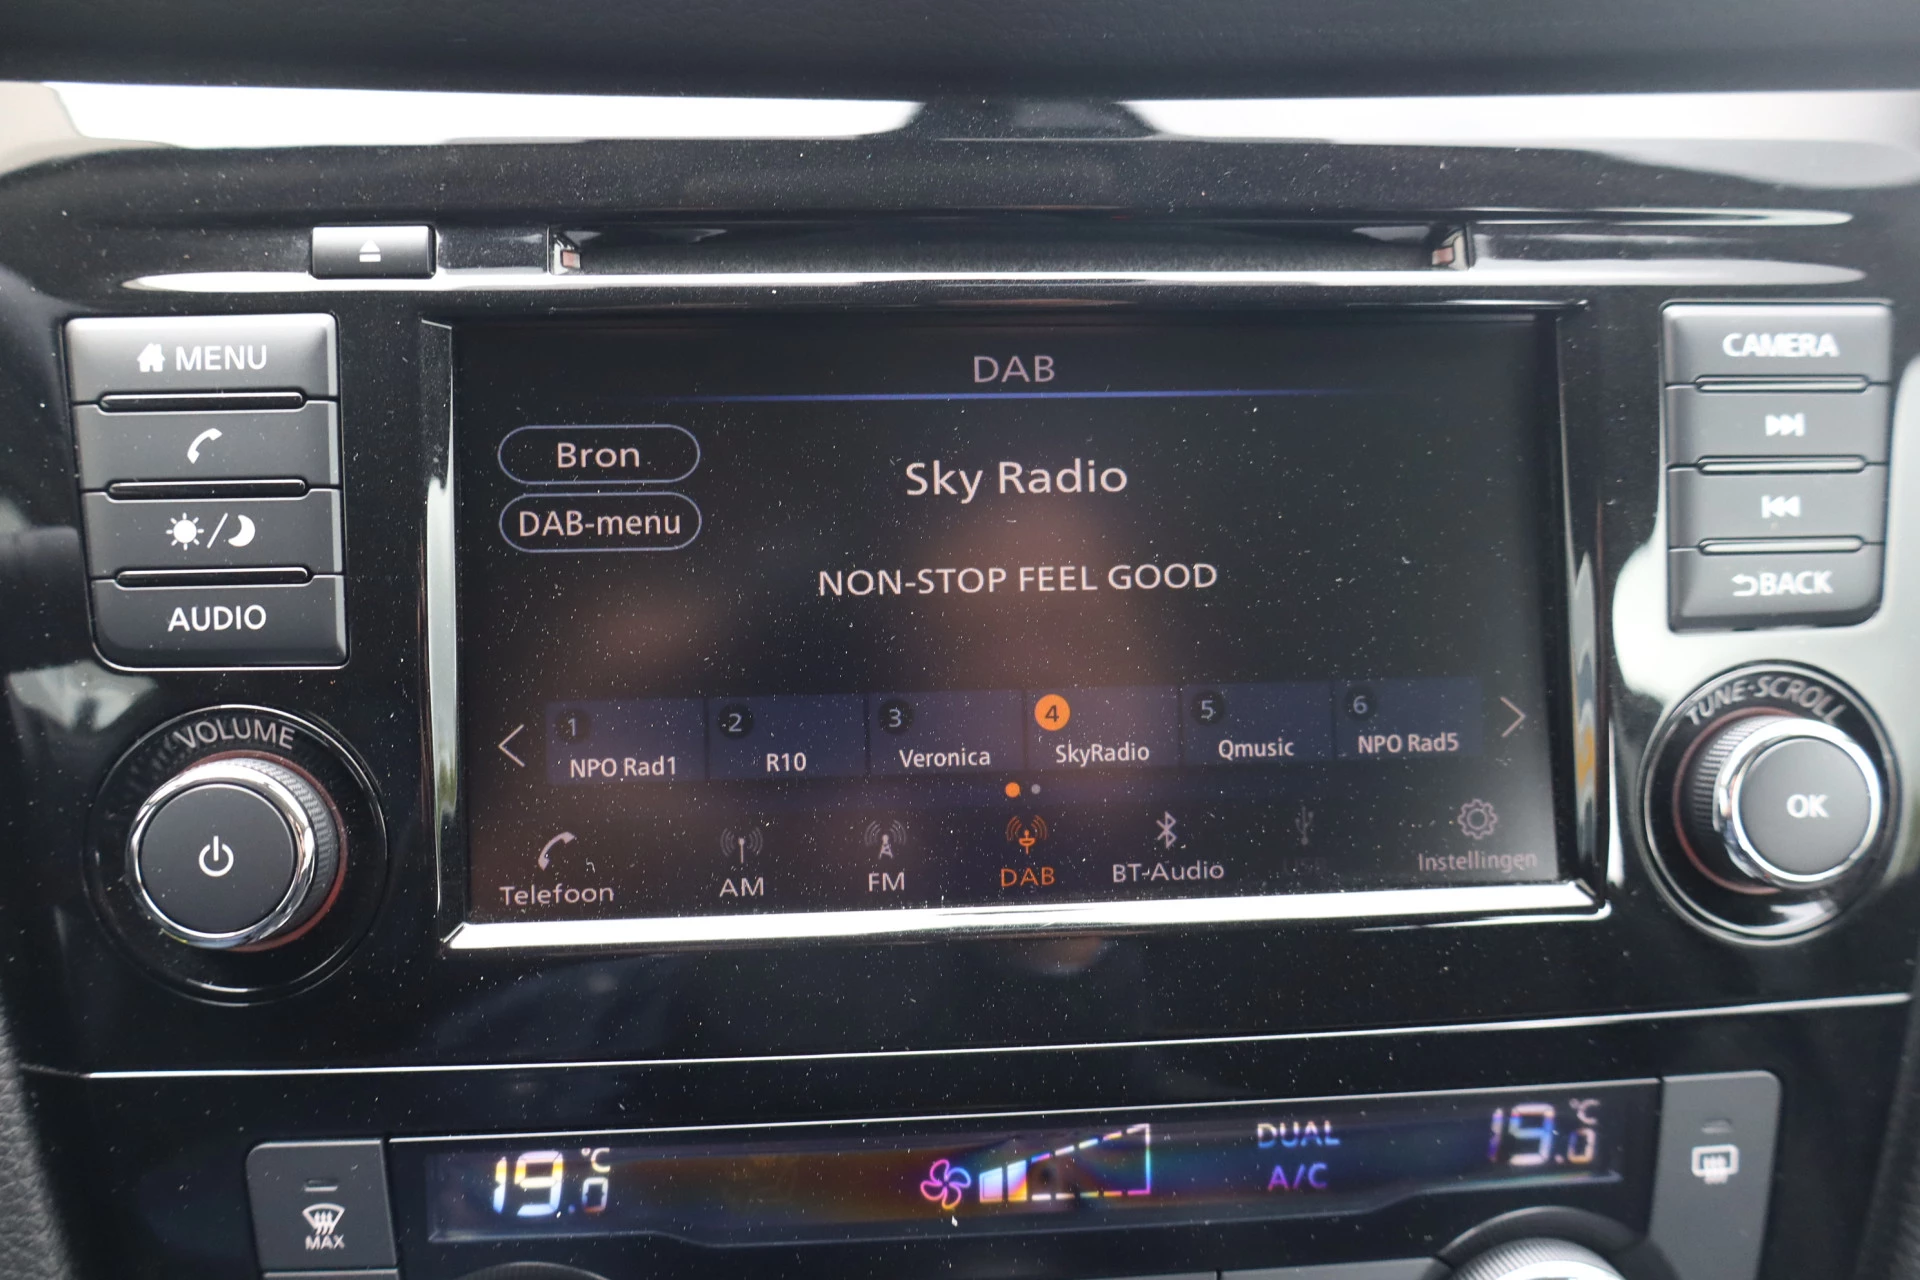 MENU
AUDIO
VOLUME
CAMERA
BACK
TUNE-SCROLL
OK
DAB
Bron
DAB-menu
Sky Radio
NON-STOP FEEL GOOD
1
2
3
4
5
6
NPO Rad1
R10
Veronica
SkyRadio
Qmusic
NPO Rad5
Telefoon
AM
FM
DAB
BT-Audio
USB
Instellingen
MAX
19.0 °C
DUAL
A/C
19.0 °C